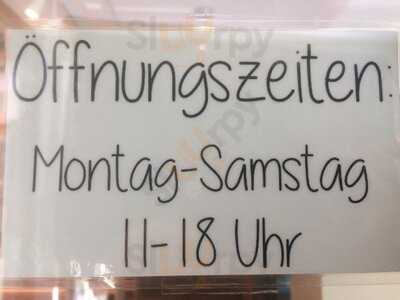 Öffnungszeiten:
Montag-Samstag
11-18 Uhr